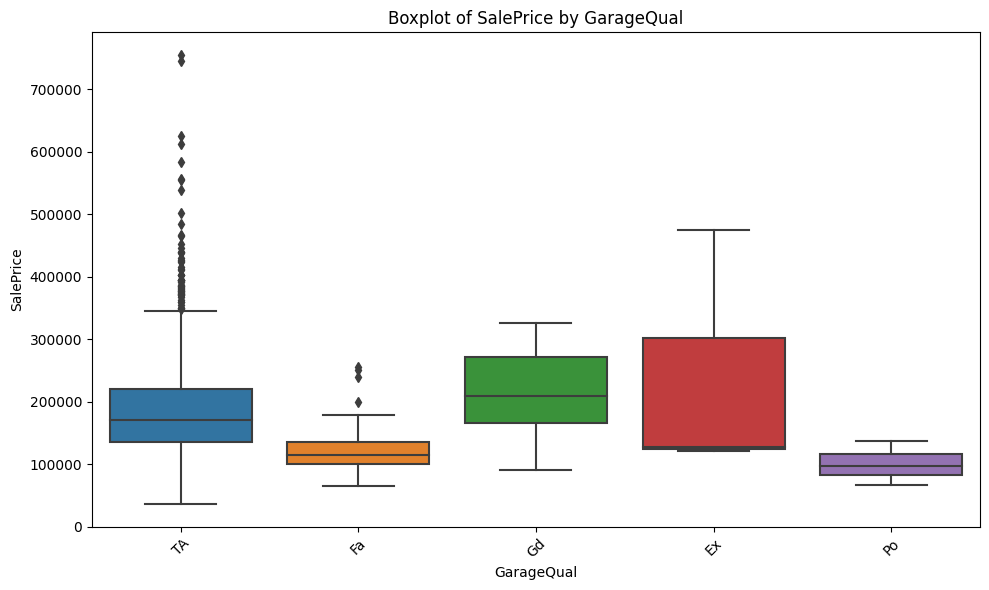 Boxplot of SalePrice by GarageQual
SalePrice
700000
600000
500000
400000
300000
200000
100000
0
TA Fa Gd Ex Po
GarageQual